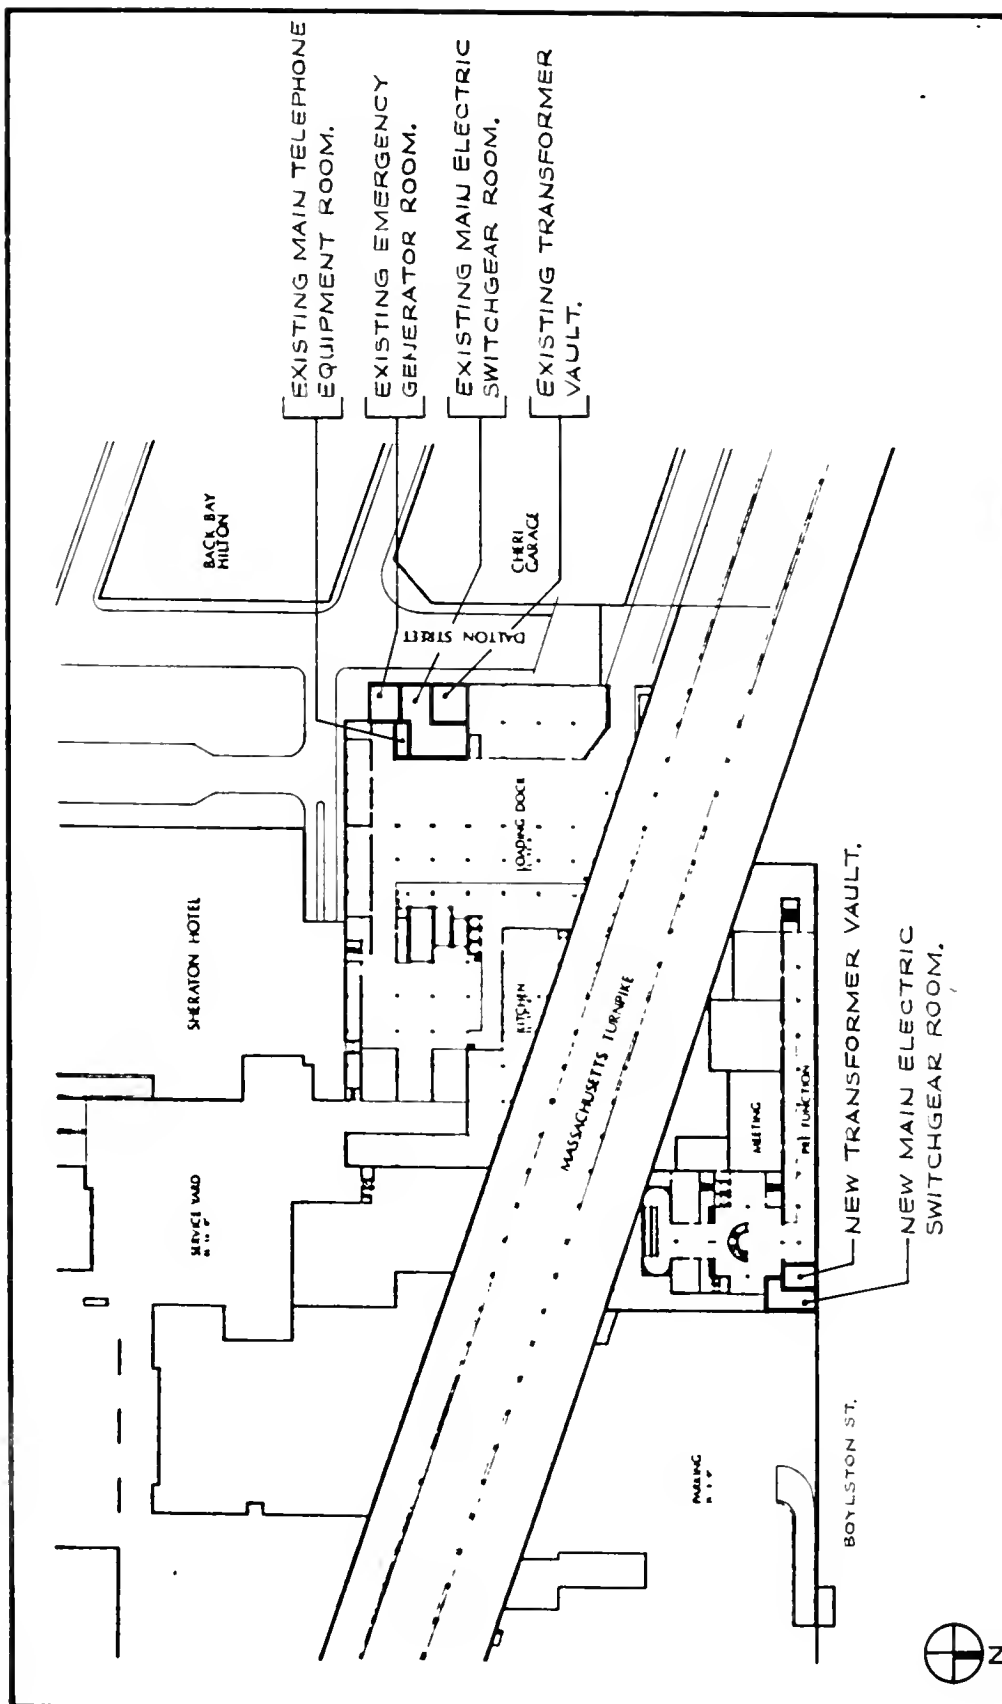 EXISTING MAIN TELEPHONE
EQUIPMENT ROOM.
EXISTING EMERGENCY
GENERATOR ROOM.
EXISTING MAIN ELECTRIC
SWITCHGEAR ROOM.
EXISTING TRANSFORMER
VAULT.
BACK BAY
HILTON
CHERI
GARAGE
DALTON STREET
SHERATON HOTEL
LOADING DOCK
KITCHEN
SERVICE YARD
MASSACHUSETTS TURNPIKE
MEETING
PRE FUNCTION
PARKING
NEW TRANSFORMER VAULT.
NEW MAIN ELECTRIC
SWITCHGEAR ROOM.
BOYLSTON ST.
N